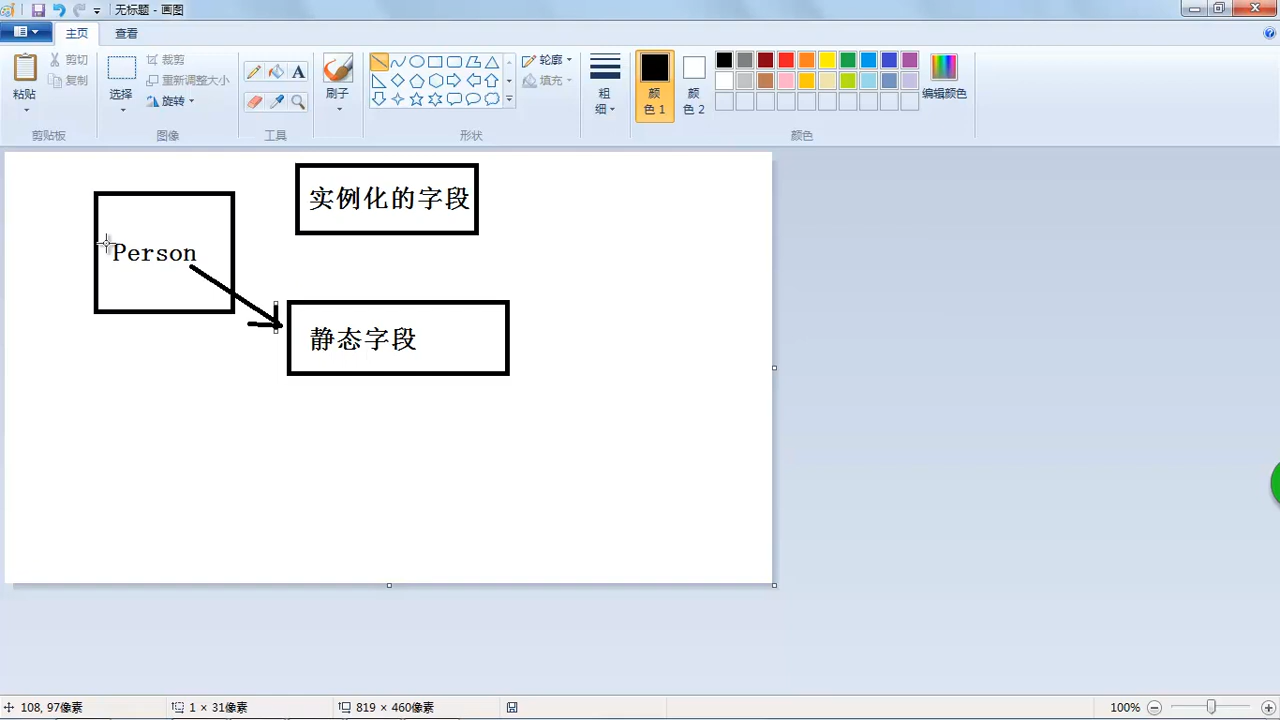 无标题 - 画图
主页 查看
粘贴
剪切
复制
剪贴板
选择
裁剪
重新调整大小
旋转
图像
A
工具
刷子
形状
轮廓
填充
粗细
颜色 1
颜色 2
编辑颜色
颜色
实例化的字段
Person
静态字段
108, 97像素 1 × 31像素 819 × 460像素 100%